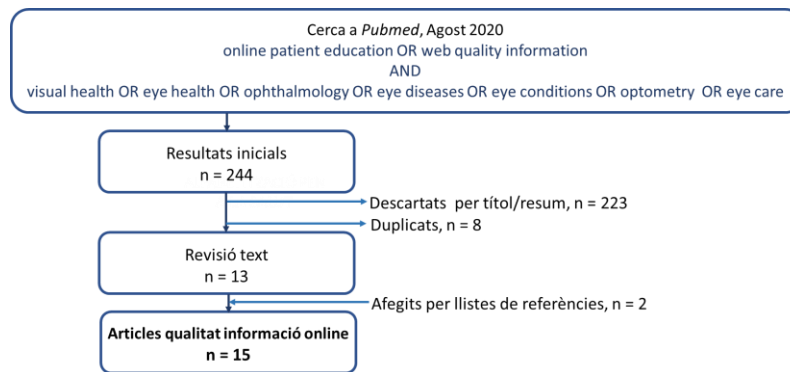 Cerca a Pubmed, Agost 2020
online patient education OR web quality information
AND
visual health OR eye health OR ophthalmology OR eye diseases OR eye conditions OR optometry OR eye care
Resultats inicials
n = 244
Descartats per títol/resum, n = 223
Duplicats, n = 8
Revisió text
n = 13
Afegits per llistes de referències, n = 2
Articles qualitat informació online
n = 15